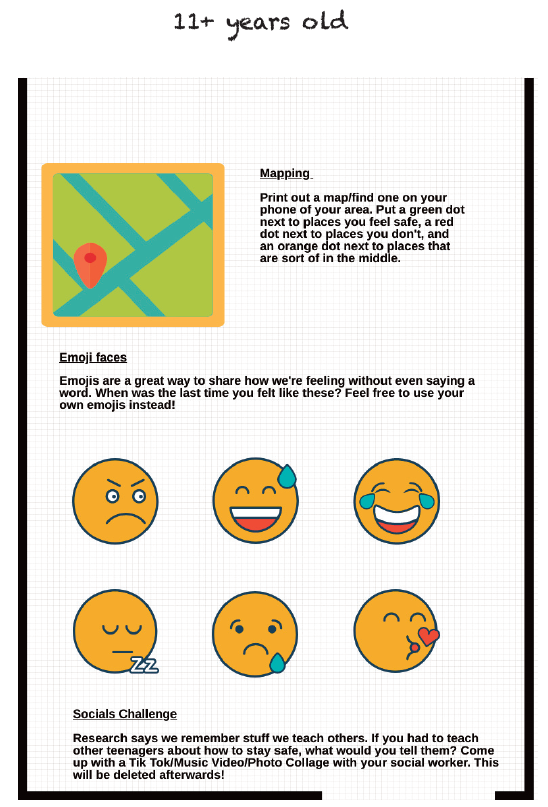 11+ years old
Mapping
Print out a map/find one on your
phone of your area. Put a green dot
next to places you feel safe, a red
dot next to places you don't, and
an orange dot next to places that
are sort of in the middle.
Emoji faces
Emojis are a great way to share how we're feeling without even saying a
word. When was the last time you felt like these? Feel free to use your
own emojis instead!
ZZ
Socials Challenge
Research says we remember stuff we teach others. If you had to teach
other teenagers about how to stay safe, what would you tell them? Come
up with a Tik Tok/Music Video/Photo Collage with your social worker. This
will be deleted afterwards!